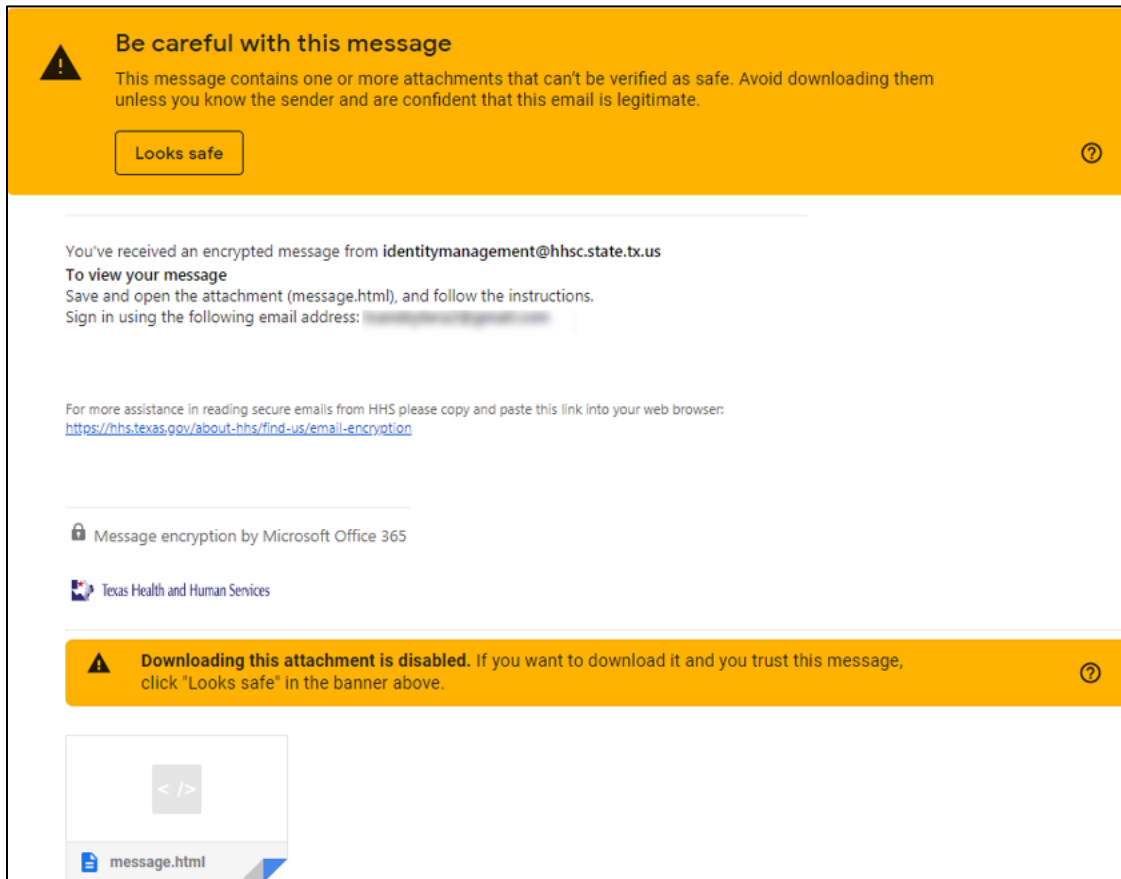 Be careful with this message
This message contains one or more attachments that can't be verified as safe. Avoid downloading them
unless you know the sender and are confident that this email is legitimate.
Looks safe
You've received an encrypted message from identitymanagement@hhsc.state.tx.us
To view your message
Save and open the attachment (message.html), and follow the instructions.
Sign in using the following email address:
For more assistance in reading secure emails from HHS please copy and paste this link into your web browser:
https://hhs.texas.gov/about-hhs/find-us/email-encryption
Message encryption by Microsoft Office 365
Texas Health and Human Services
Downloading this attachment is disabled. If you want to download it and you trust this message,
click "Looks safe" in the banner above.
</>
message.html